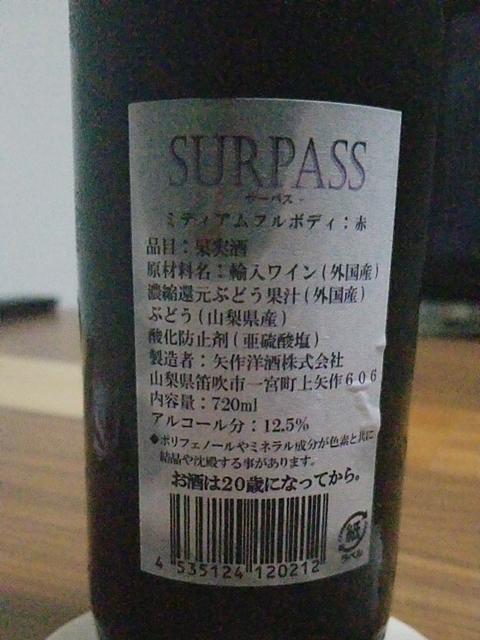 SURPASS
- サーパス -
ミディアムフルボディ：赤
品目：果実酒
原材料名：輸入ワイン(外国産)
濃縮還元ぶどう果汁(外国産)
ぶどう(山梨県産)
酸化防止剤(亜硫酸塩)
製造者：矢作洋酒株式会社
山梨県笛吹市一宮町上矢作６０６
内容量：720ml
アルコール分：12.5%
◆ポリフェノールやミネラル成分が色素と共に
結晶や沈殿する事があります。
お酒は20歳になってから。
紙
ラベル
4 535124 120212